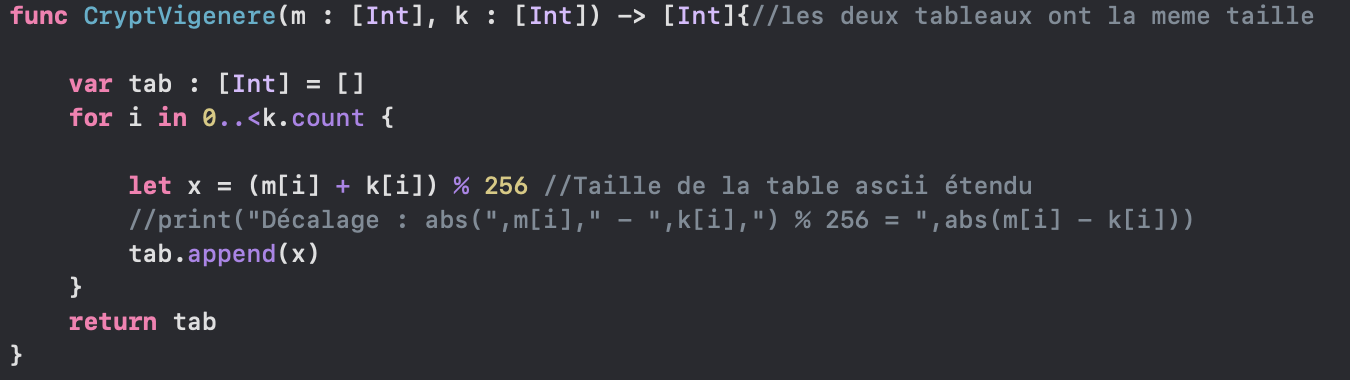 func CryptVigenere(m : [Int], k : [Int]) -> [Int]{//les deux tableaux ont la meme taille
var tab : [Int] = []
for i in 0..<k.count {
let x = (m[i] + k[i]) % 256 //Taille de la table ascii étendu
//print("Décalage : abs(",m[i]," - ",k[i],") % 256 = ",abs(m[i] - k[i]))
tab.append(x)
}
return tab
}